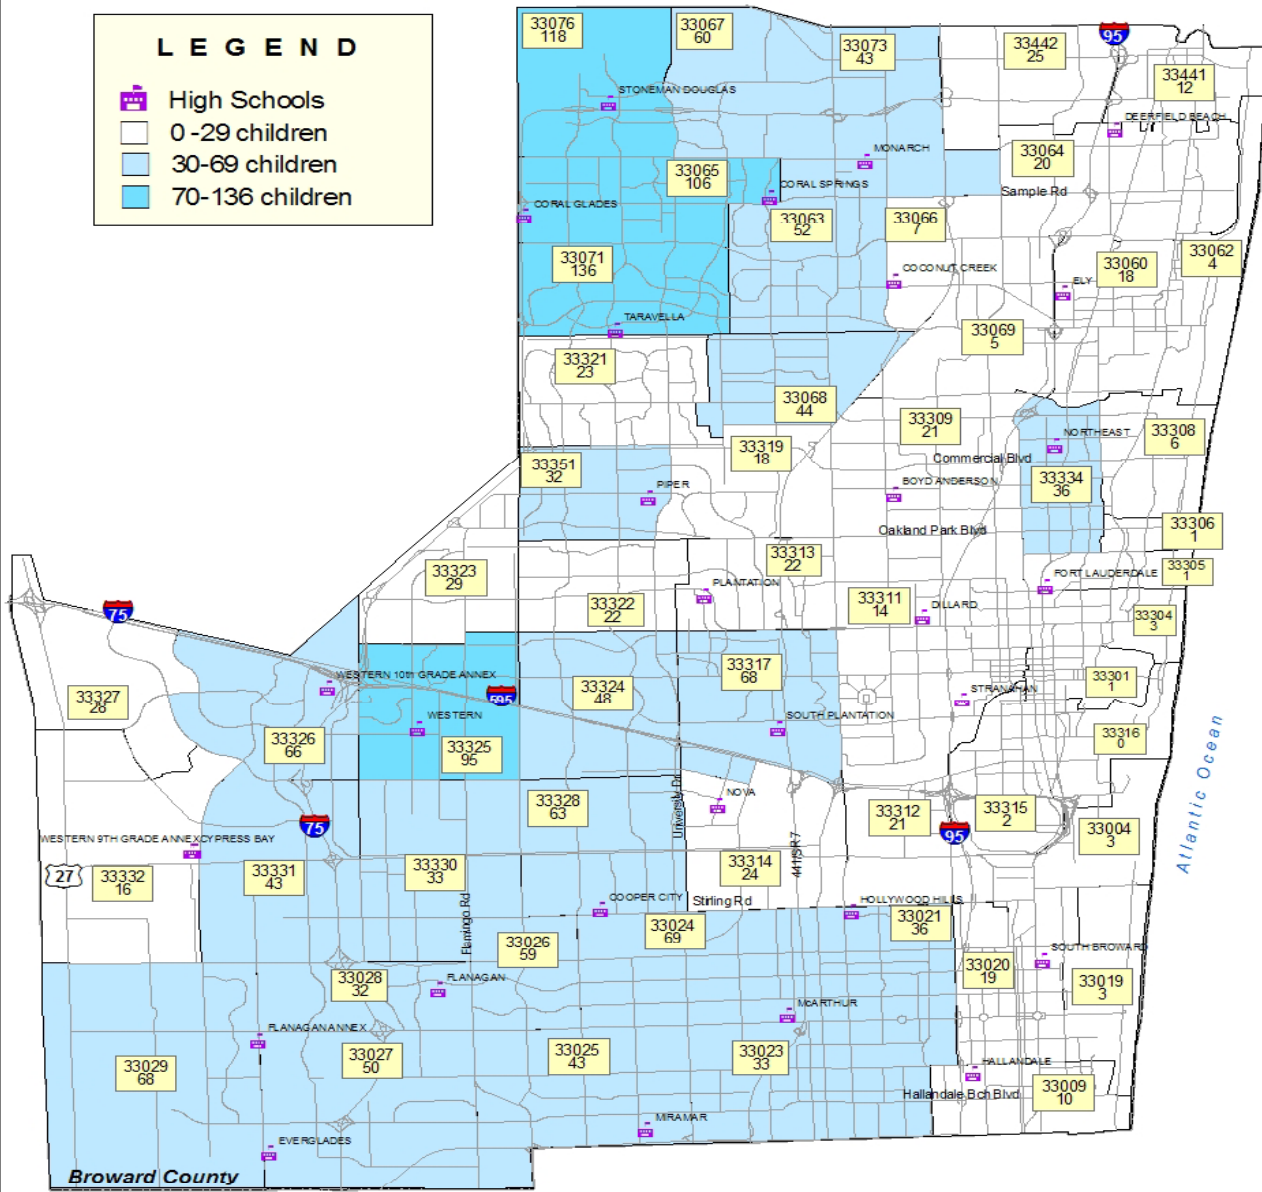 LEGEND
High Schools
0 -29 children
30-69 children
70-136 children
33076
118
33067
60
33073
43
33442
25
95
33441
12
STONEMAN DOUGLAS
DEERFIELD BEACH
MONARCH
33064
20
33065
106
CORAL SPRINGS
Sample Rd
CORAL GLADES
33063
52
33066
7
33062
4
33071
136
COCONUT CREEK
33060
18
ELY
TARAVELLA
33069
5
33321
23
33068
44
33309
21
NORTHEAST
33308
6
33319
18
Commercial Blvd
33351
32
PIPER
BOYD ANDERSON
33334
36
Oakland Park Blvd
33306
1
33313
22
33323
29
PLANTATION
FORT LAUDERDALE
33305
1
75
33322
22
33311
14
DILLARD
33304
3
33317
68
WESTERN 10th GRADE ANNEX
33324
48
33301
1
33327
28
595
STRANAHAN
WESTERN
SOUTH PLANTATION
33326
66
33325
95
33316
0
Atlantic Ocean
33328
63
University Dr
NOVA
33312
21
33315
2
75
95
33004
3
WESTERN 9TH GRADE ANNEX
CYPRESS BAY
441/SR 7
27
33332
16
33331
43
33330
33
33314
24
Flamingo Rd
COOPER CITY
Stirling Rd
HOLLYWOOD HILLS
33024
69
33021
36
33026
59
SOUTH BROWARD
33028
32
FLANAGAN
33020
19
33019
3
McARTHUR
FLANAGAN ANNEX
33029
68
33027
50
33025
43
33023
33
HALLANDALE
Hallandale Bch Blvd
33009
10
MIRAMAR
EVERGLADES
Broward County